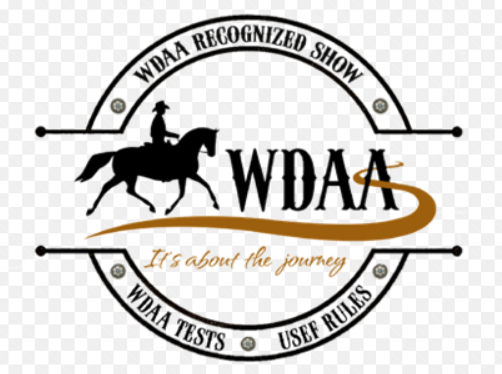 WDAA RECOGNIZED SHOW
WDAA
It's about the journey
WDAA TESTS
USEF RULES